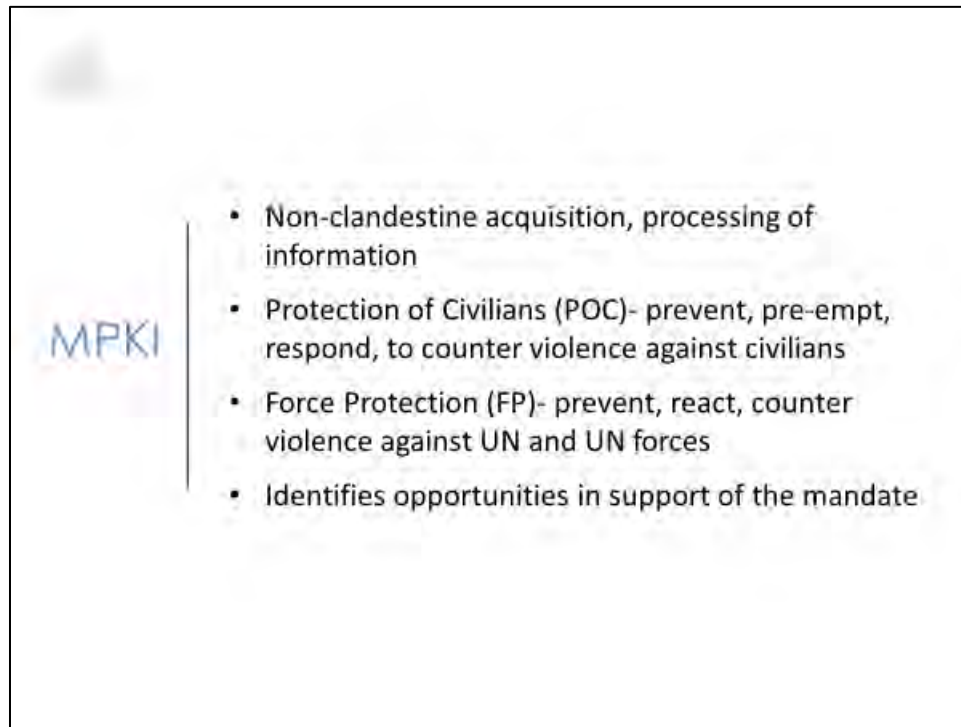 MPKI
• Non-clandestine acquisition, processing of
information
• Protection of Civilians (POC)- prevent, pre-empt,
respond, to counter violence against civilians
• Force Protection (FP)- prevent, react, counter
violence against UN and UN forces
• Identifies opportunities in support of the mandate